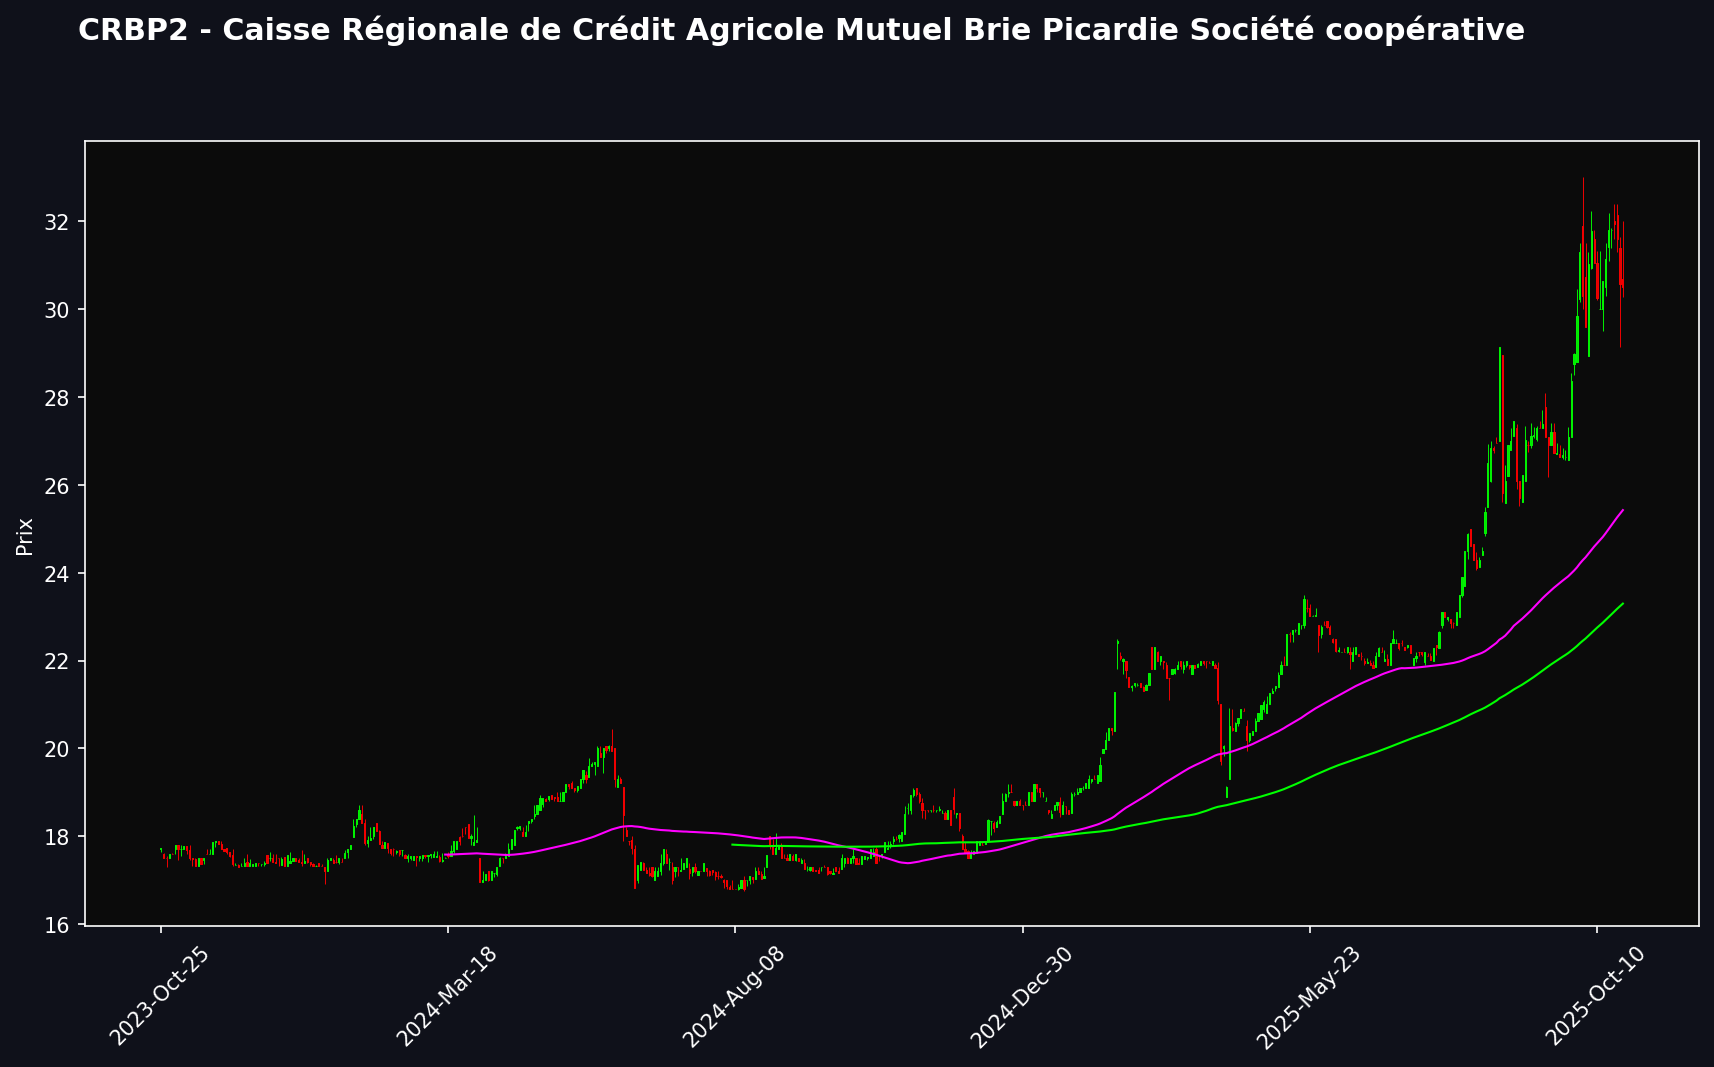 CRBP2 - Caisse Régionale de Crédit Agricole Mutuel Brie Picardie Société coopérative
Prix
32
30
28
26
24
22
20
18
16
2023-Oct-25
2024-Mar-18
2024-Aug-08
2024-Dec-30
2025-May-23
2025-Oct-10